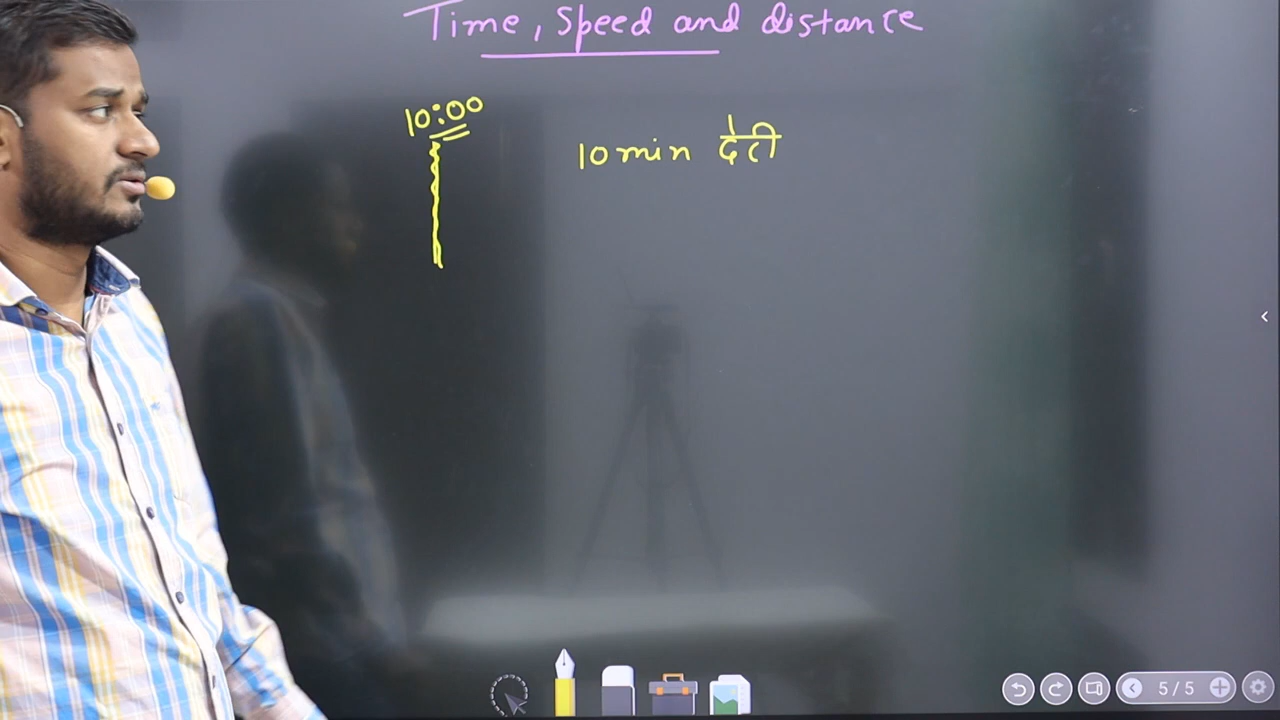 Time, Speed and distance
10:00
10 min देरी
5/5